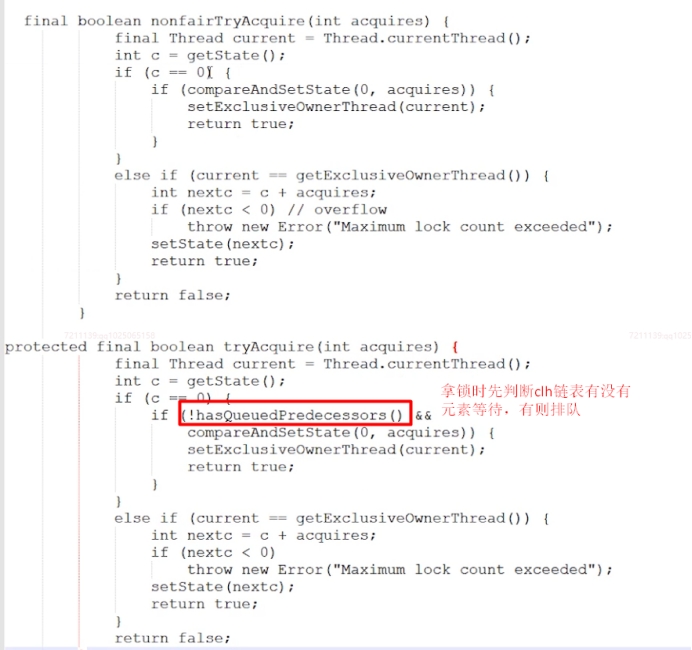 final boolean nonfairTryAcquire(int acquires) {
final Thread current = Thread.currentThread();
int c = getState();
if (c == 0) {
if (compareAndSetState(0, acquires)) {
setExclusiveOwnerThread(current);
return true;
}
}
else if (current == getExclusiveOwnerThread()) {
int nextc = c + acquires;
if (nextc < 0) // overflow
throw new Error("Maximum lock count exceeded");
setState(nextc);
return true;
}
return false;
}
protected final boolean tryAcquire(int acquires) {
final Thread current = Thread.currentThread();
int c = getState();
if (c == 0) {
if (!hasQueuedPredecessors() &&
compareAndSetState(0, acquires)) {
setExclusiveOwnerThread(current);
return true;
}
}
else if (current == getExclusiveOwnerThread()) {
int nextc = c + acquires;
if (nextc < 0)
throw new Error("Maximum lock count exceeded");
setState(nextc);
return true;
}
return false;
拿锁时先判断clh链表有没有
元素等待，有则排队